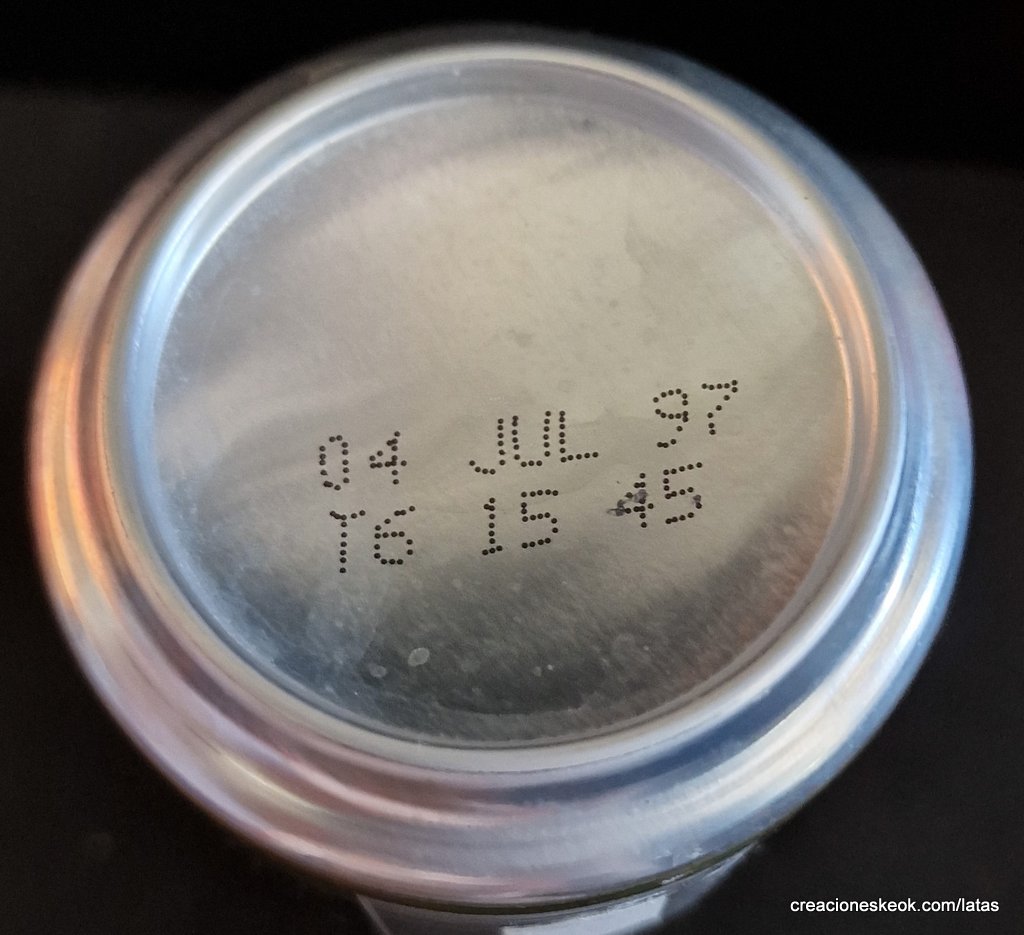 04 JUL 97
T6 15 45
creacioneskeok.com/latas